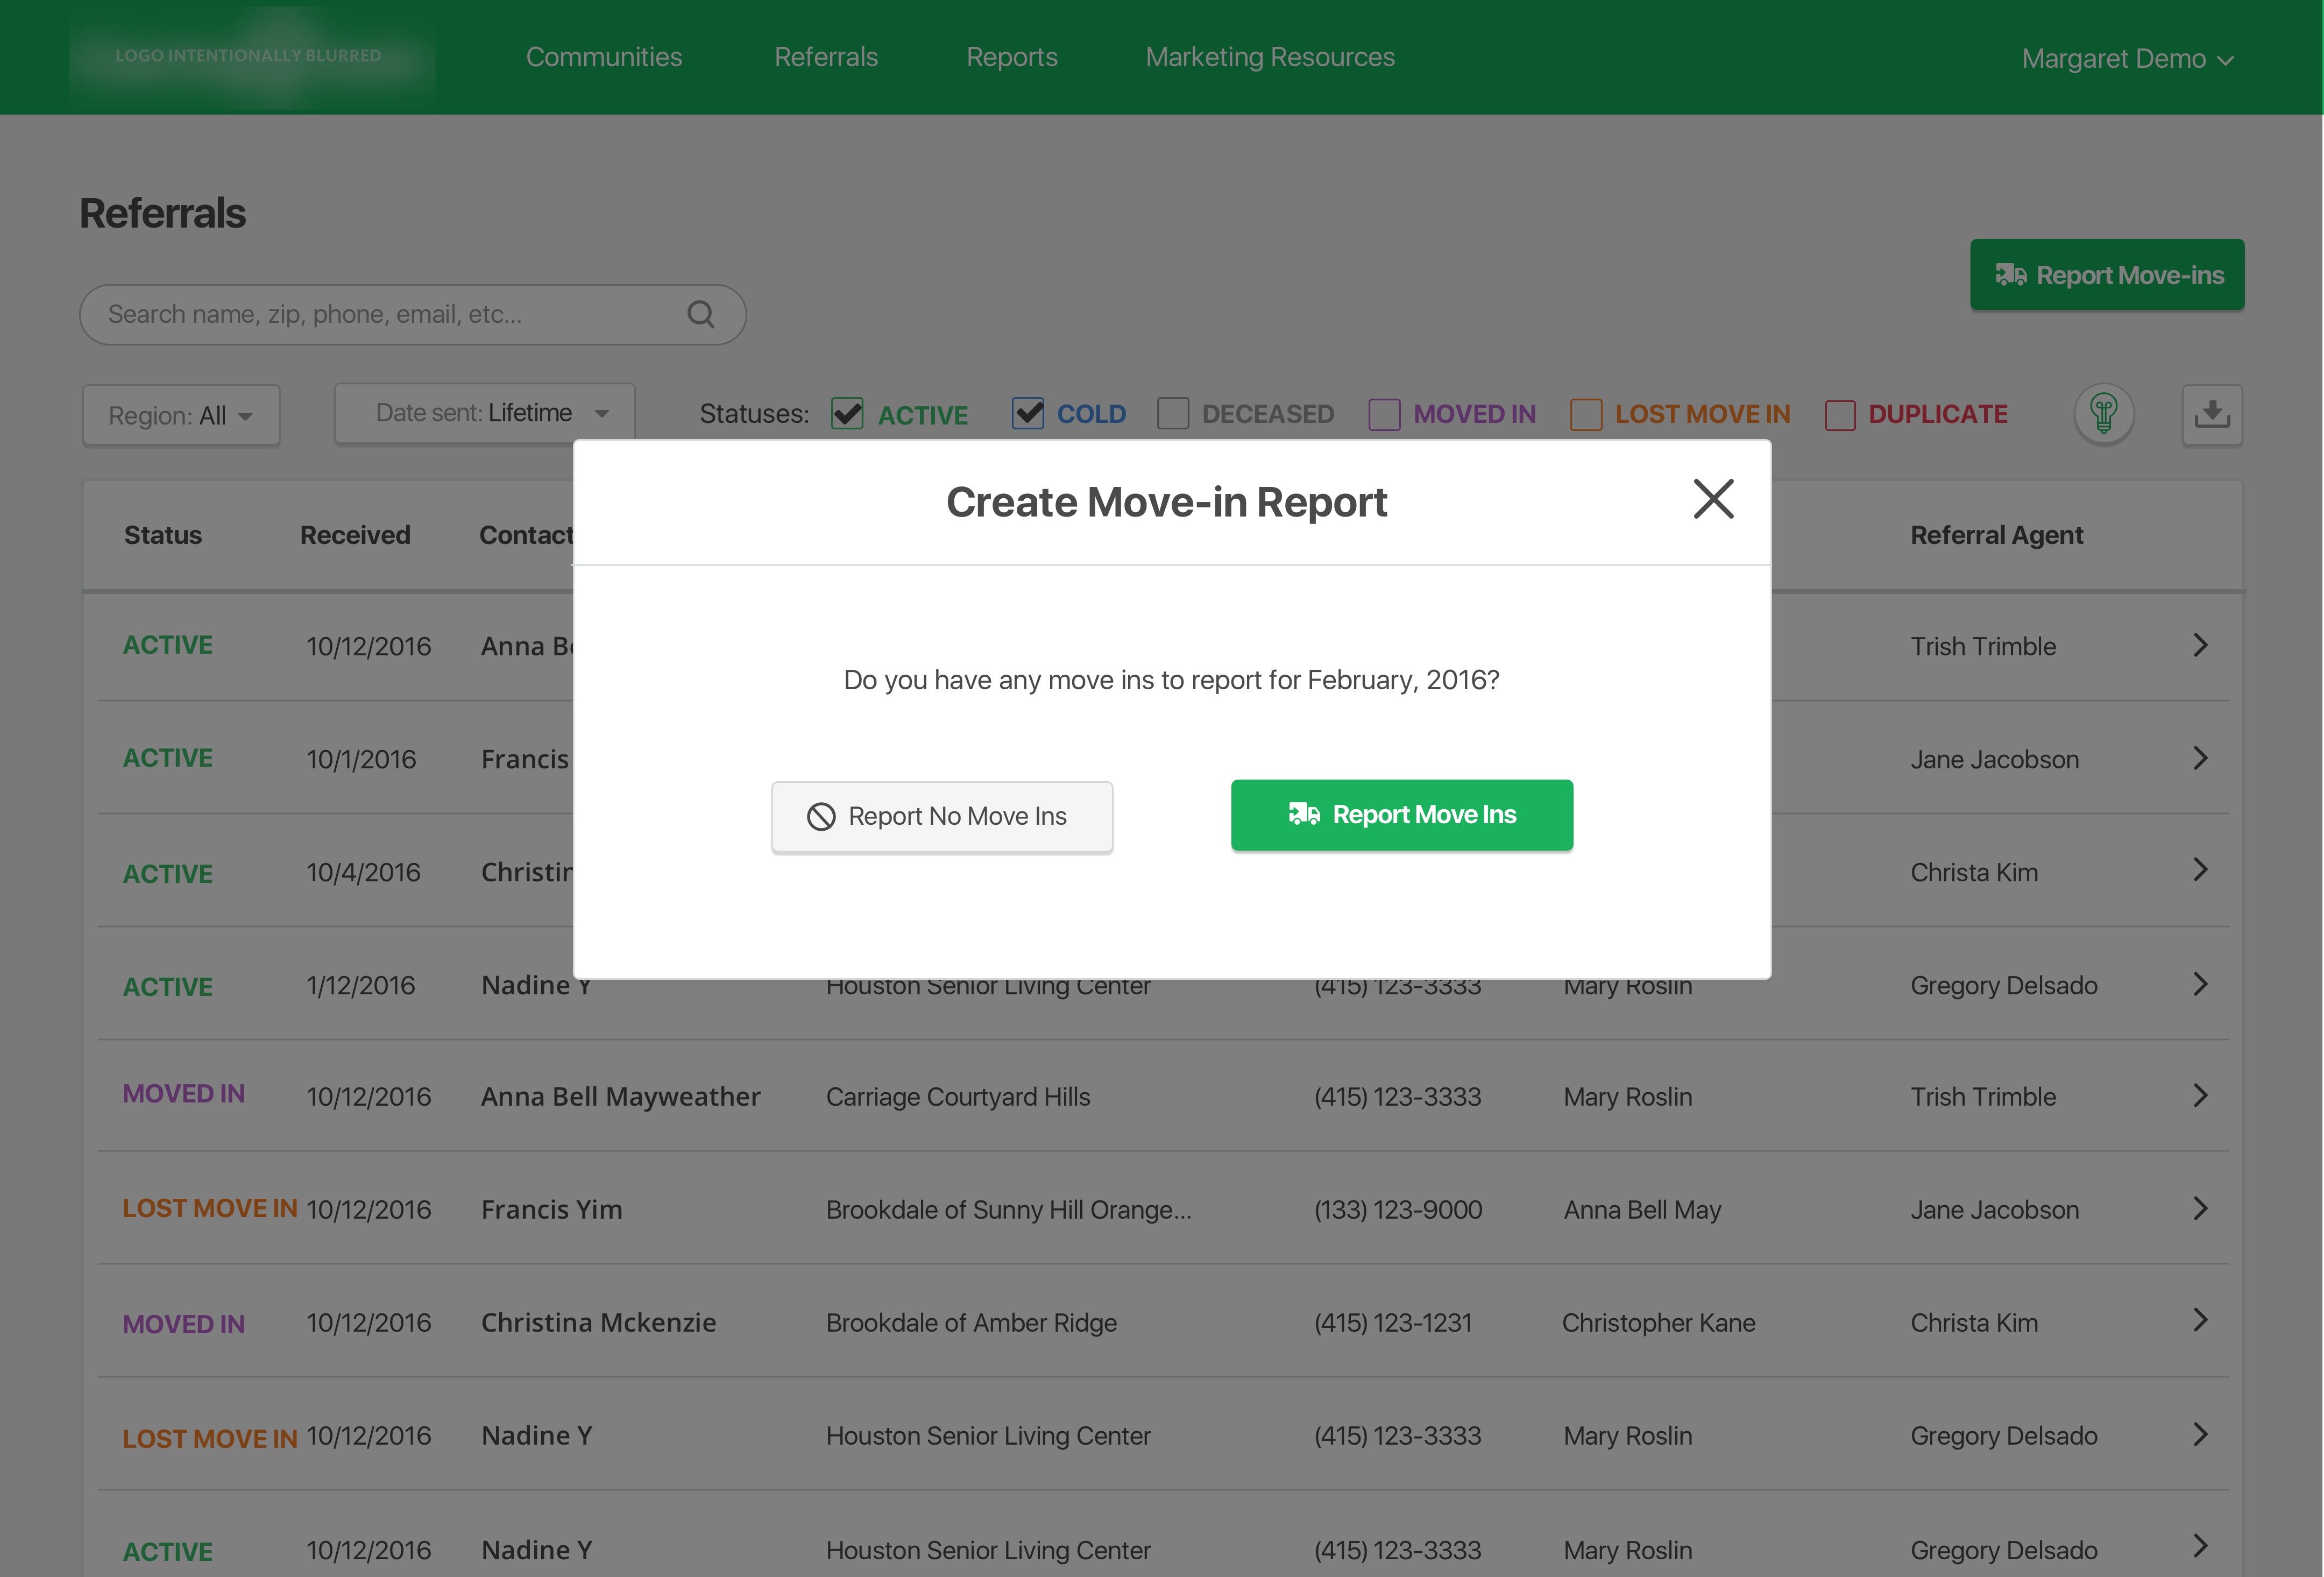 LOGO INTENTIONALLY BLURRED Communities Referrals Reports Marketing Resources Margaret Demo
Referrals
Report Move-ins
Search name, zip, phone, email, etc...
Region: All Date sent: Lifetime Statuses: ACTIVE COLD DECEASED MOVED IN LOST MOVE IN DUPLICATE
Create Move-in Report
Status Received Contact Referral Agent
ACTIVE 10/12/2016 Anna Trish Trimble
Do you have any move ins to report for February, 2016?
ACTIVE 10/1/2016 Francis Jane Jacobson
Report No Move Ins Report Move Ins
ACTIVE 10/4/2016 Christin Christa Kim
ACTIVE 1/12/2016 Nadine Y Houston Senior Living Center (415) 123-3333 Mary Roslin Gregory Delsado
MOVED IN 10/12/2016 Anna Bell Mayweather Carriage Courtyard Hills (415) 123-3333 Mary Roslin Trish Trimble
LOST MOVE IN 10/12/2016 Francis Yim Brookdale of Sunny Hill Orange... (133) 123-9000 Anna Bell May Jane Jacobson
MOVED IN 10/12/2016 Christina Mckenzie Brookdale of Amber Ridge (415) 123-1231 Christopher Kane Christa Kim
LOST MOVE IN 10/12/2016 Nadine Y Houston Senior Living Center (415) 123-3333 Mary Roslin Gregory Delsado
ACTIVE 10/12/2016 Nadine Y Houston Senior Living Center (415) 123-3333 Mary Roslin Gregory Delsado